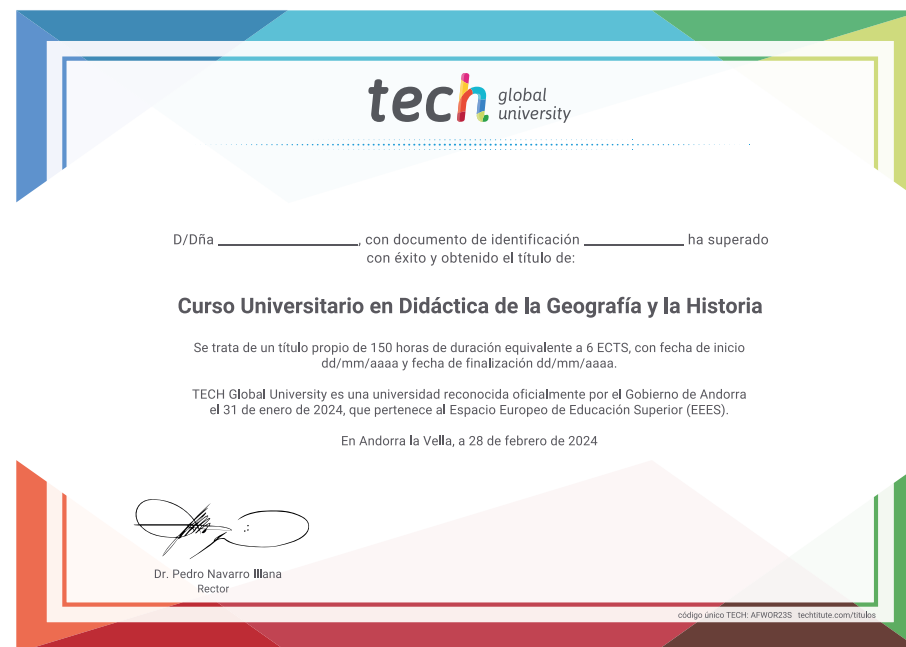 tech global university
D/Dña ______________, con documento de identificación __________ ha superado
con éxito y obtenido el título de:
Curso Universitario en Didáctica de la Geografía y la Historia
Se trata de un título propio de 150 horas de duración equivalente a 6 ECTS, con fecha de inicio
dd/mm/aaaa y fecha de finalización dd/mm/aaaa.
TECH Global University es una universidad reconocida oficialmente por el Gobierno de Andorra
el 31 de enero de 2024, que pertenece al Espacio Europeo de Educación Superior (EEES).
En Andorra la Vella, a 28 de febrero de 2024
Dr. Pedro Navarro Illana
Rector
código único TECH: AFWOR23S techtitute.com/titulos